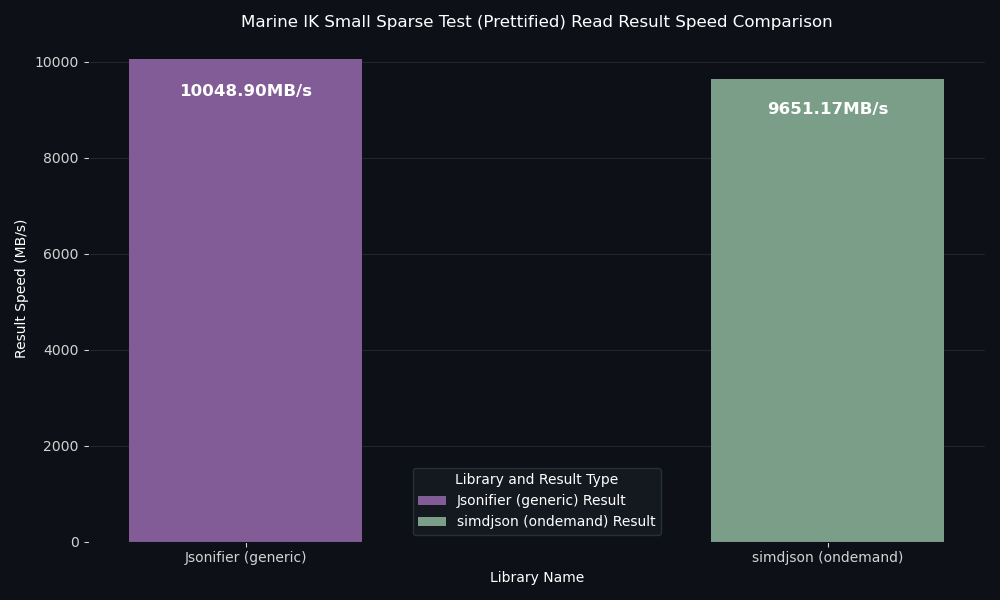 Marine IK Small Sparse Test (Prettified) Read Result Speed Comparison
10000
8000
6000
4000
2000
0
Result Speed (MB/s)
10048.90MB/s
9651.17MB/s
Library and Result Type
Jsonifier (generic) Result
simdjson (ondemand) Result
Jsonifier (generic)
simdjson (ondemand)
Library Name